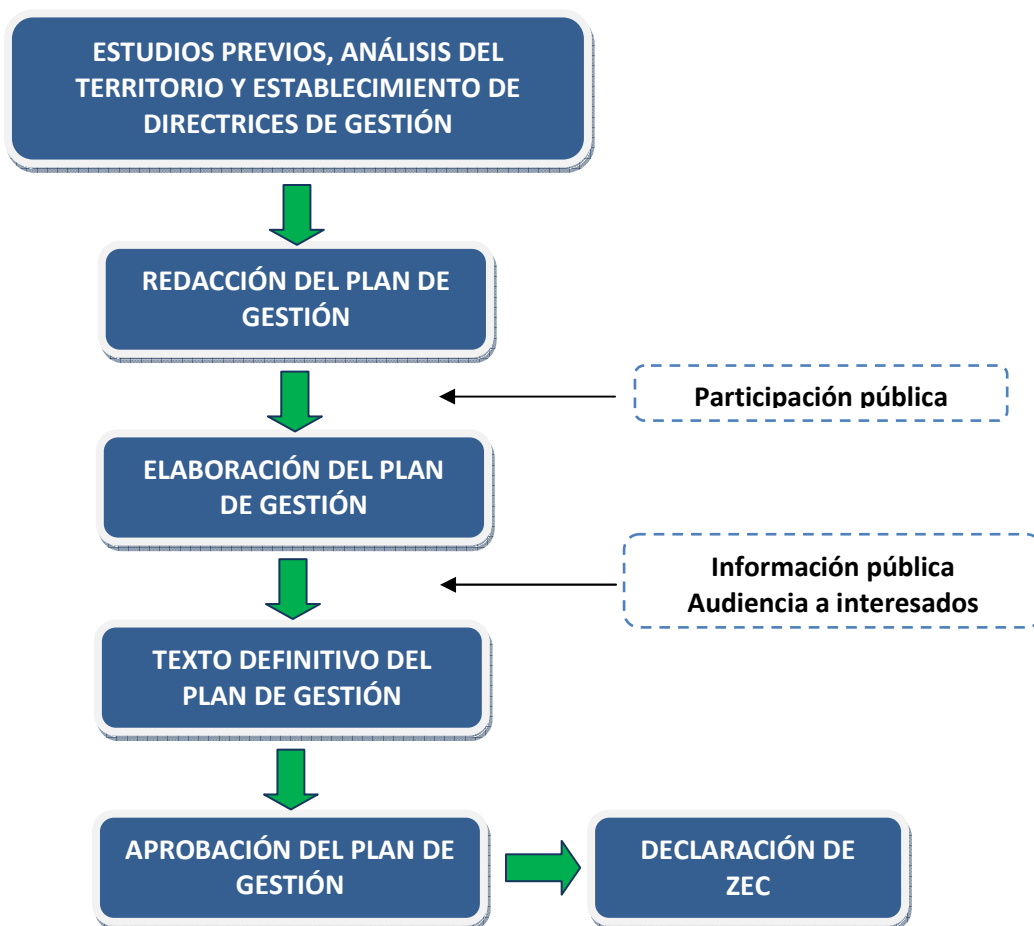 ESTUDIOS PREVIOS, ANÁLISIS DEL
TERRITORIO Y ESTABLECIMIENTO DE
DIRECTRICES DE GESTIÓN
REDACCIÓN DEL PLAN DE
GESTIÓN
Participación pública
ELABORACIÓN DEL PLAN
DE GESTIÓN
Información pública
Audiencia a interesados
TEXTO DEFINITIVO DEL
PLAN DE GESTIÓN
APROBACIÓN DEL PLAN DE
GESTIÓN
DECLARACIÓN DE
ZEC